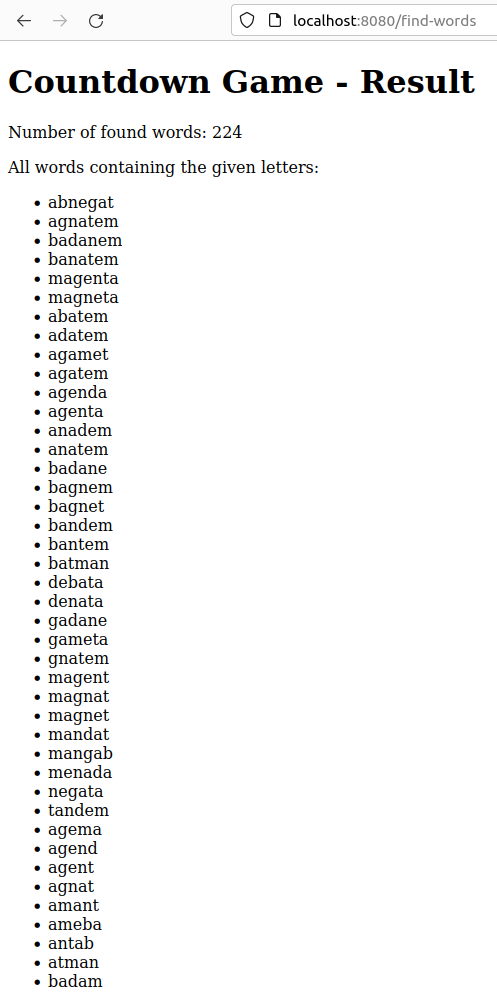 localhost:8080/find-words
Countdown Game - Result
Number of found words: 224
All words containing the given letters:
abnegat
agnatem
badanem
banatem
magenta
magneta
abatem
adatem
agamet
agatem
agenda
agenta
anadem
anatem
badane
bagnem
bagnet
bandem
bantem
batman
debata
denata
gadane
gameta
gnatem
magent
magnat
magnet
mandat
mangab
menada
negata
tandem
agema
agend
agent
agnat
amant
ameba
antab
atman
badam